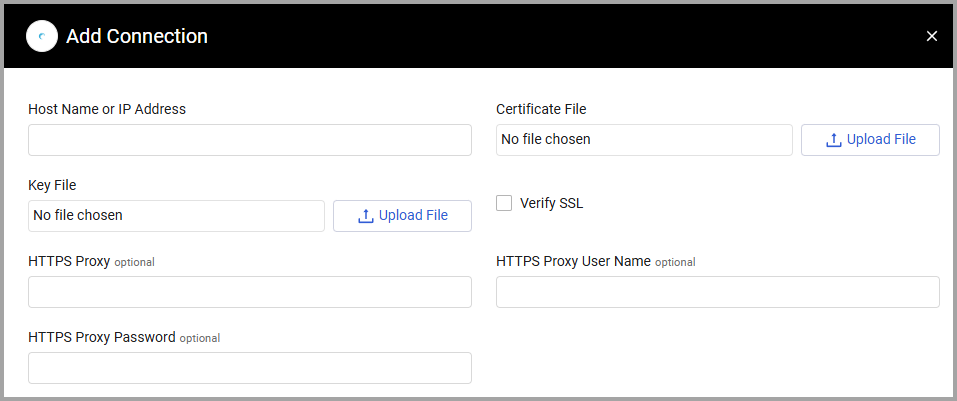 Add Connection
Host Name or IP Address
Certificate File
No file chosen
Upload File
Key File
No file chosen
Upload File
Verify SSL
HTTPS Proxy optional
HTTPS Proxy User Name optional
HTTPS Proxy Password optional